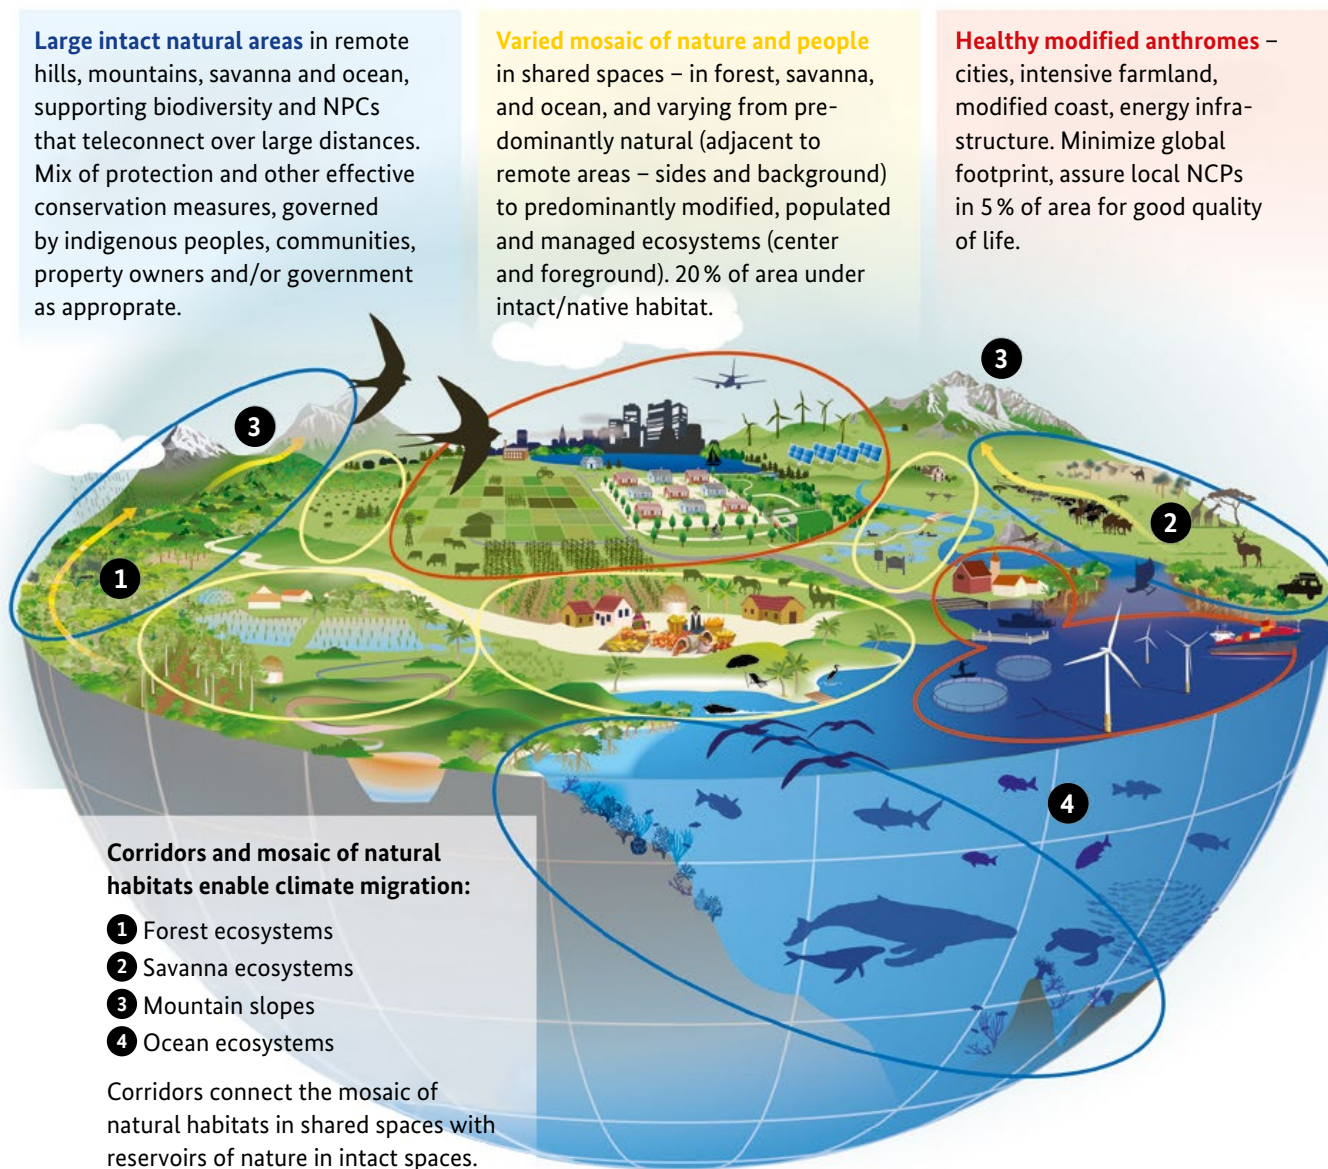 Large intact natural areas in remote
hills, mountains, savanna and ocean,
supporting biodiversity and NPCs
that teleconnect over large distances.
Mix of protection and other effective
conservation measures, governed
by indigenous peoples, communities,
property owners and/or government
as approprate.
Varied mosaic of nature and people
in shared spaces – in forest, savanna,
and ocean, and varying from pre-
dominantly natural (adjacent to
remote areas – sides and background)
to predominantly modified, populated
and managed ecosystems (center
and foreground). 20 % of area under
intact/native habitat.
Healthy modified anthromes –
cities, intensive farmland,
modified coast, energy infra-
structure. Minimize global
footprint, assure local NCPs
in 5 % of area for good quality
of life.
3
3
2
1
4
Corridors and mosaic of natural
habitats enable climate migration:
1 Forest ecosystems
2 Savanna ecosystems
3 Mountain slopes
4 Ocean ecosystems
Corridors connect the mosaic of
natural habitats in shared spaces with
reservoirs of nature in intact spaces.